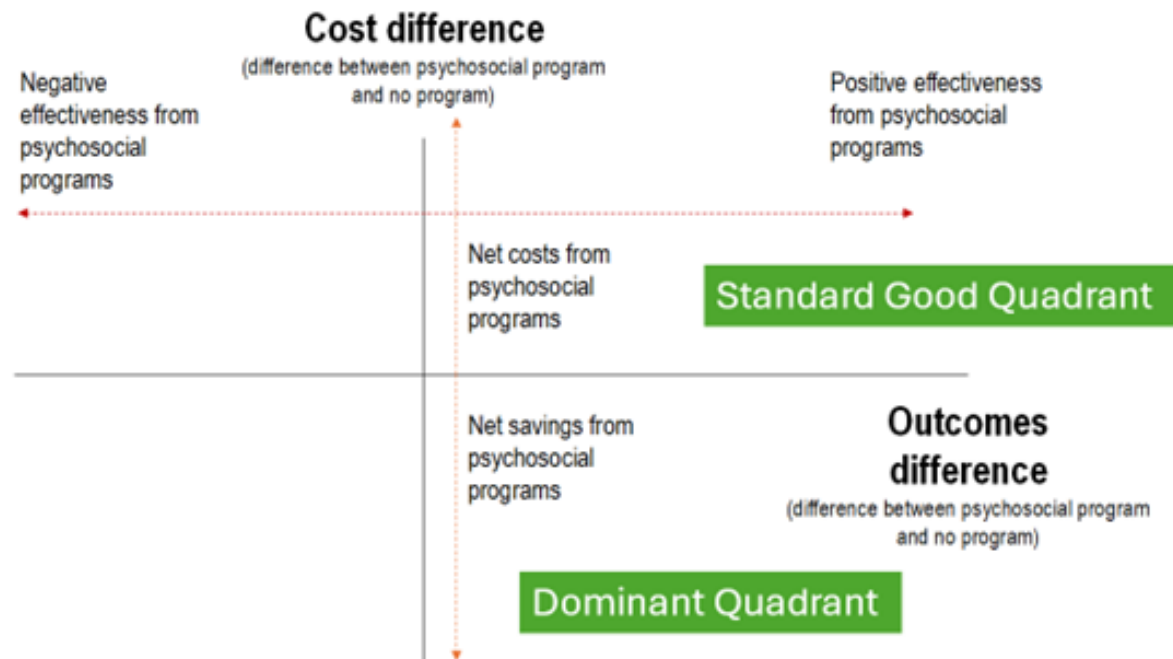 Cost difference
(difference between psychosocial program
and no program)
Negative
effectiveness from
psychosocial
programs
Positive effectiveness
from psychosocial
programs
Net costs from
psychosocial
programs
Standard Good Quadrant
Net savings from
psychosocial
programs
Outcomes
difference
(difference between psychosocial program
and no program)
Dominant Quadrant